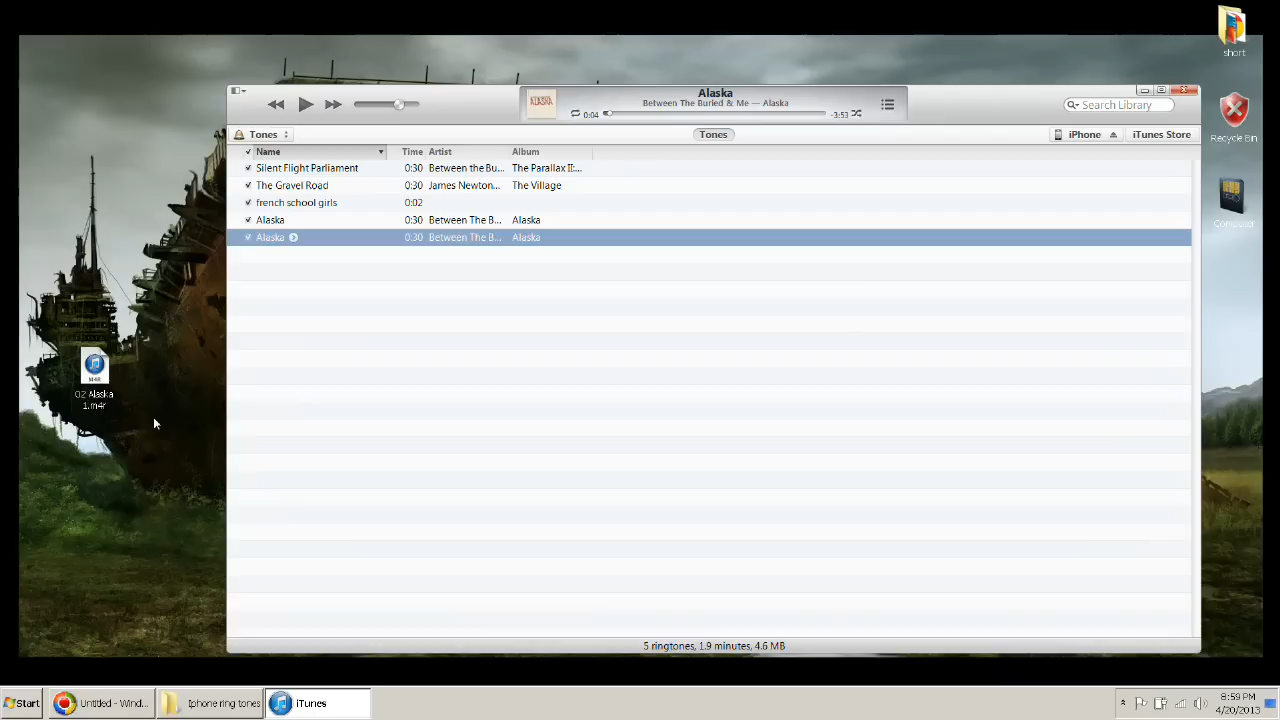 short
Alaska
Between The Buried & Me — Alaska
0:04
-3:53
Search Library
Tones
Tones
iPhone
iTunes Store
Name Time Artist Album
Silent Flight Parliament 0:30 Between the Bu... The Parallax II:...
The Gravel Road 0:30 James Newton... The Village
french school girls 0:02
Alaska 0:30 Between The B... Alaska
Alaska 0:30 Between The B... Alaska
Recycle Bin
Computer
M4R
02 Alaska
1.m4r
5 ringtones, 1.9 minutes, 4.6 MB
Start
Untitled - Wind...
Iphone ring tones
iTunes
8:59 PM
4/20/2013